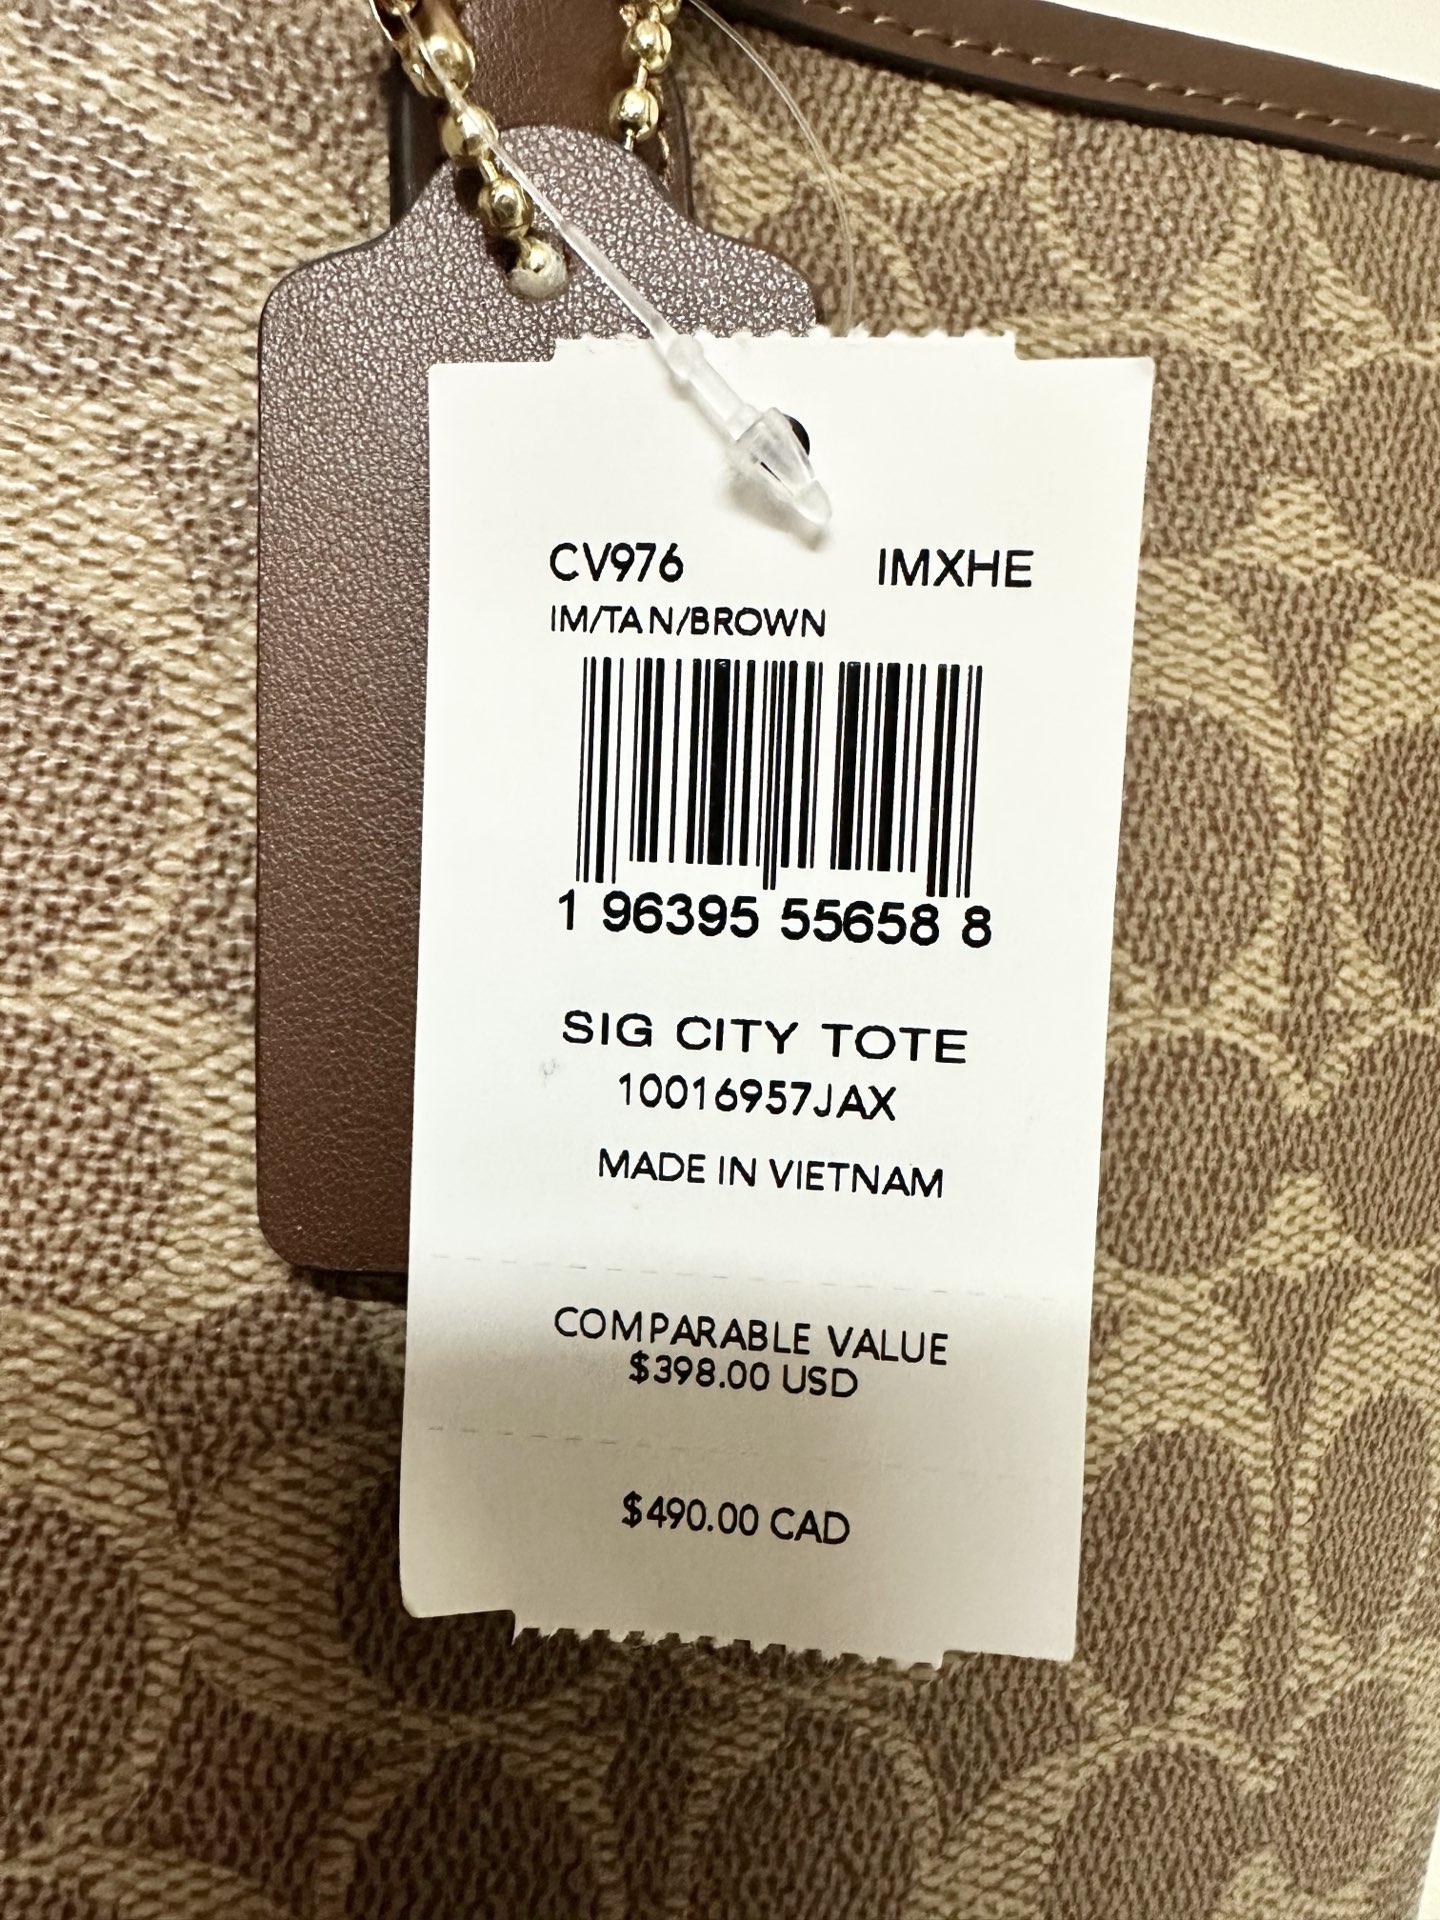 CV976 IMXHE
IM/TAN/BROWN
1 96395 55658 8
SIG CITY TOTE
10016957JAX
MADE IN VIETNAM
COMPARABLE VALUE
$398.00 USD
$490.00 CAD